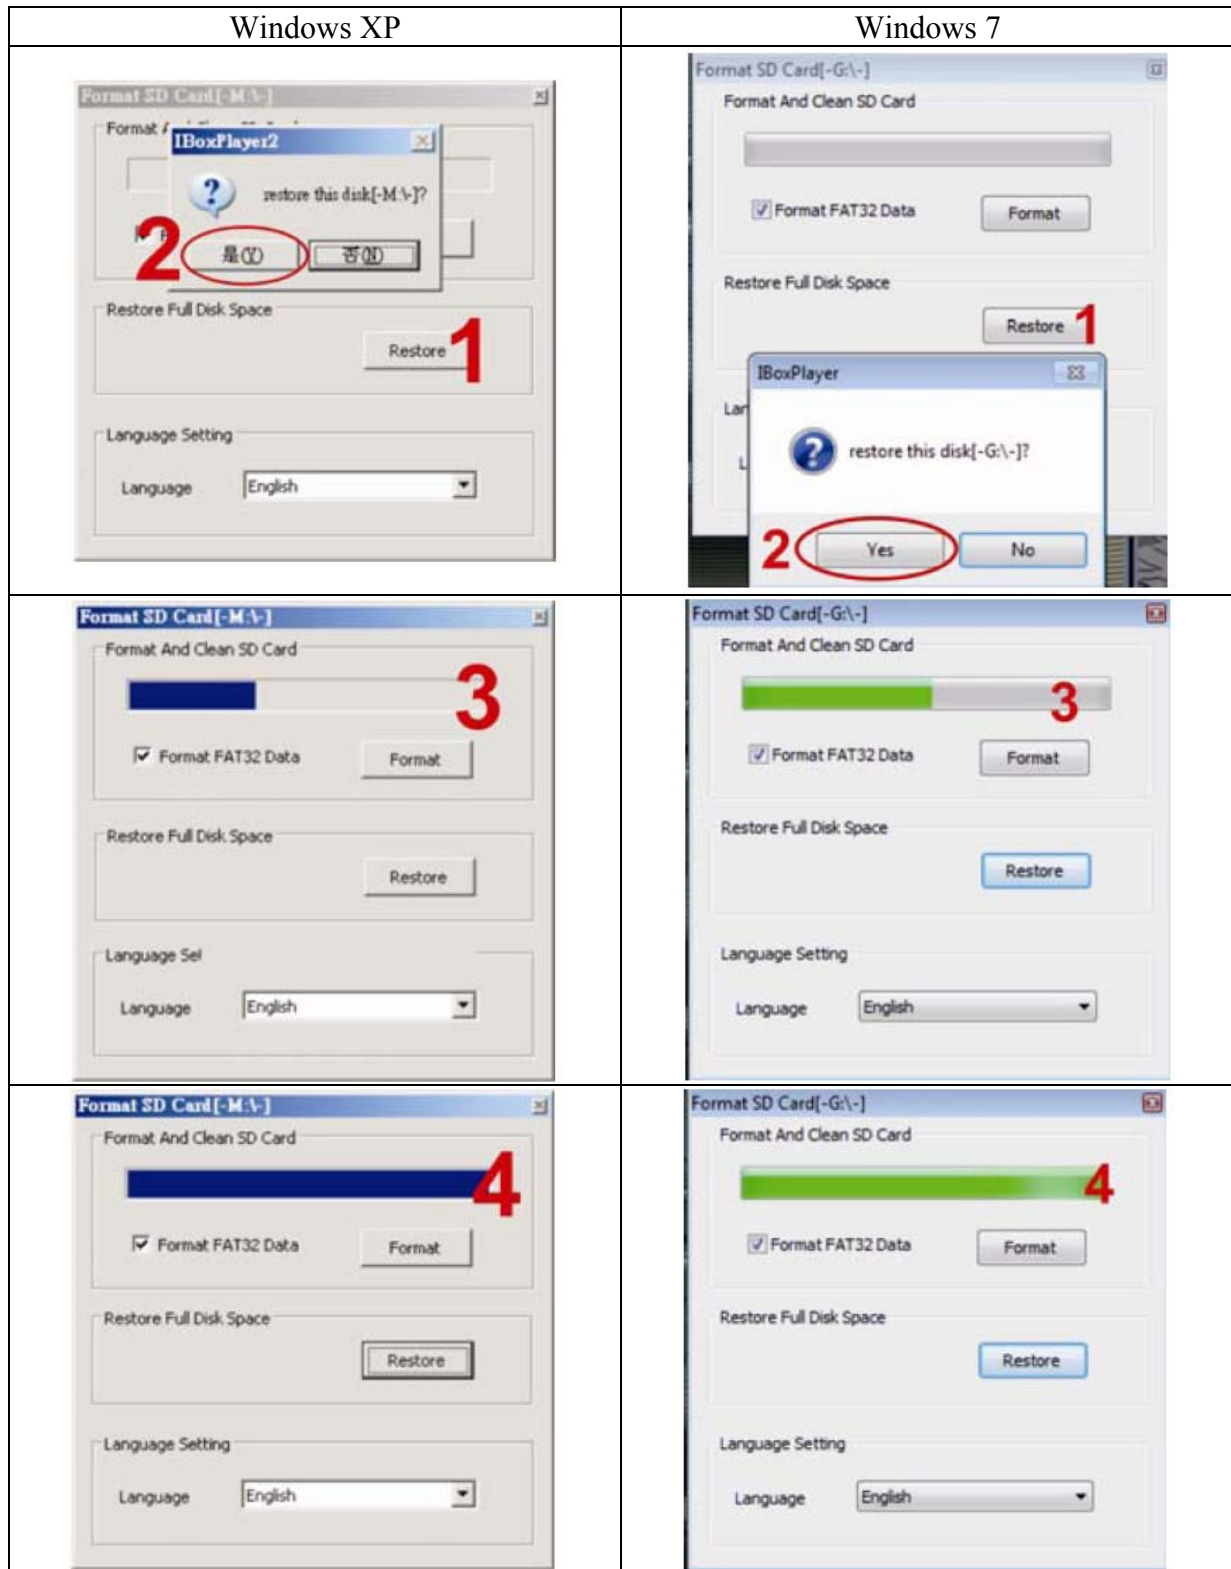 Windows XP
Windows 7
Format SD Card[-M:\-]
IBoxPlayer2
restore this disk[-M:\-]?
2
是(Y)
否(N)
Restore Full Disk Space
Restore
1
Language Setting
Language
English
Format SD Card[-G:\-]
Format And Clean SD Card
Format FAT32 Data
Format
Restore Full Disk Space
Restore
1
IBoxPlayer
restore this disk[-G:\-]?
2
Yes
No
Format SD Card[-M:\-]
Format And Clean SD Card
3
Format FAT32 Data
Format
Restore Full Disk Space
Restore
Language Se
Language
English
Format SD Card[-G:\-]
Format And Clean SD Card
3
Format FAT32 Data
Format
Restore Full Disk Space
Restore
Language Setting
Language
English
Format SD Card[-M:\-]
Format And Clean SD Card
4
Format FAT32 Data
Format
Restore Full Disk Space
Restore
Language Setting
Language
English
Format SD Card[-G:\-]
Format And Clean SD Card
4
Format FAT32 Data
Format
Restore Full Disk Space
Restore
Language Setting
Language
English